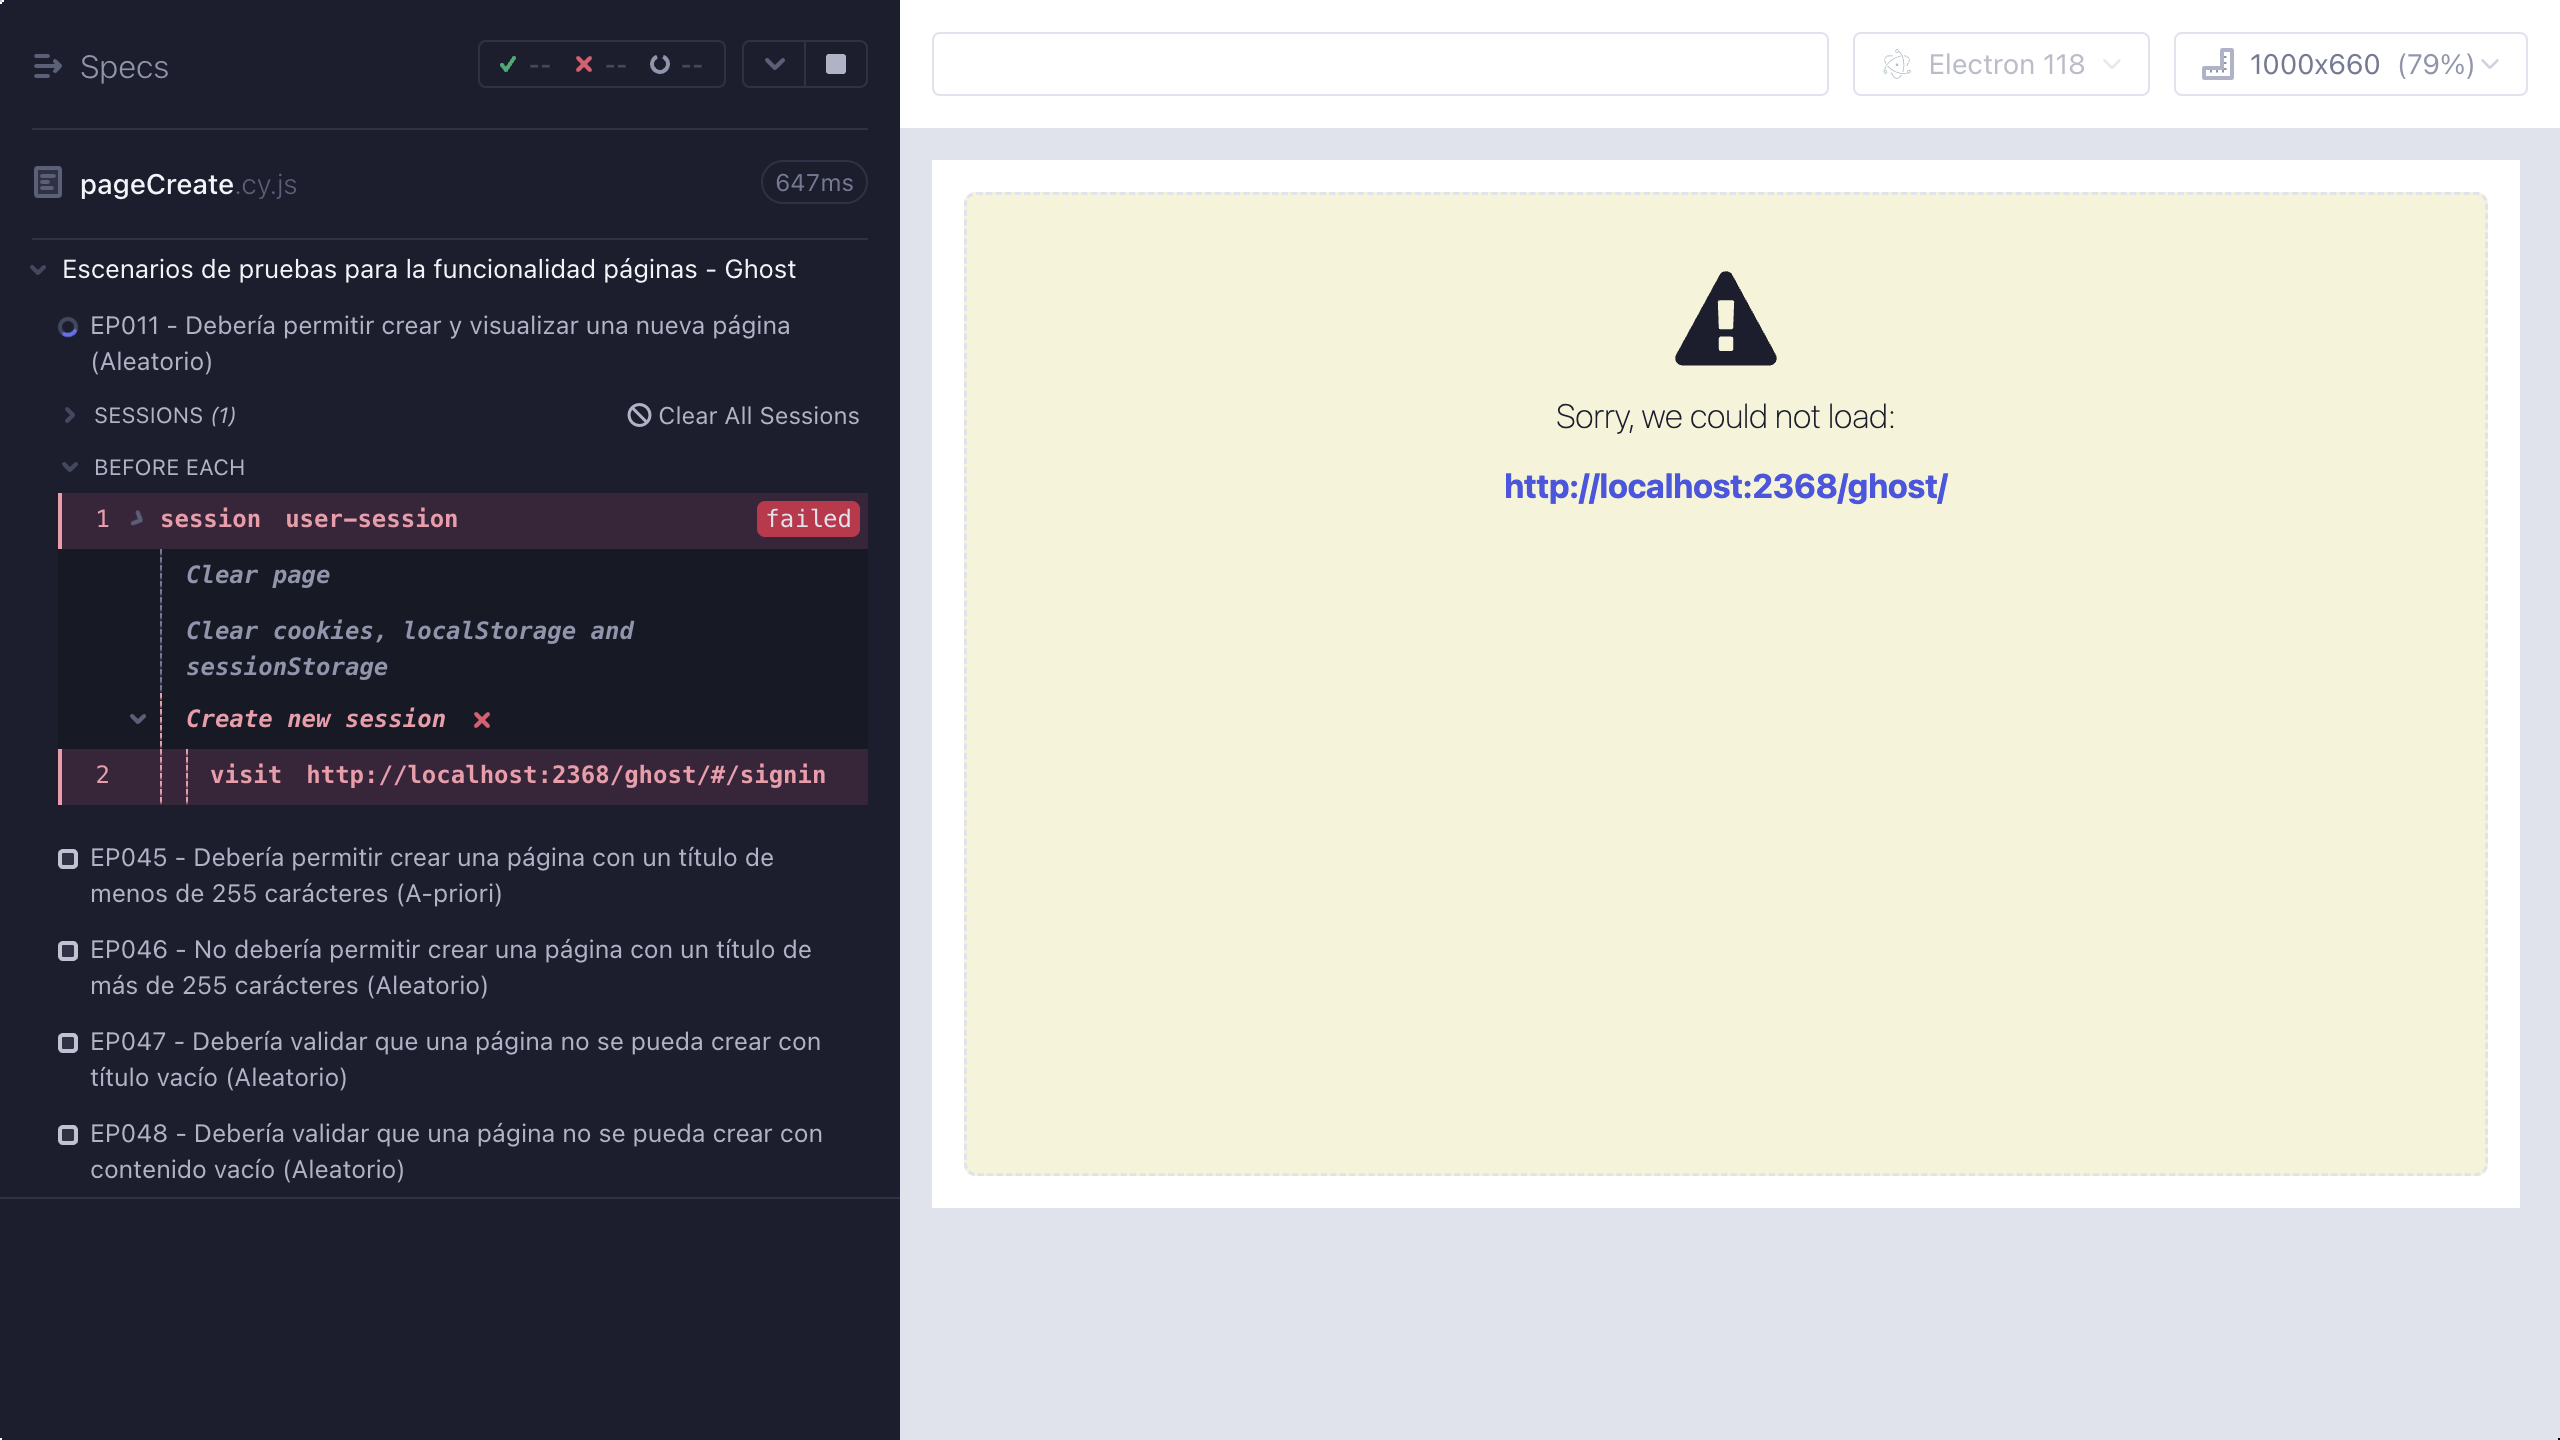 Specs
-- -- --
Electron 118
1000x660 (79%)
pageCreate.cy.js
647ms
Escenarios de pruebas para la funcionalidad páginas - Ghost
EP011 - Debería permitir crear y visualizar una nueva página
(Aleatorio)
SESSIONS (1)
Clear All Sessions
BEFORE EACH
1 session user-session failed
Clear page
Clear cookies, localStorage and
sessionStorage
Create new session
2 visit http://localhost:2368/ghost/#/signin
EP045 - Debería permitir crear una página con un título de
menos de 255 carácteres (A-priori)
EP046 - No debería permitir crear una página con un título de
más de 255 carácteres (Aleatorio)
EP047 - Debería validar que una página no se pueda crear con
título vacío (Aleatorio)
EP048 - Debería validar que una página no se pueda crear con
contenido vacío (Aleatorio)
Sorry, we could not load:
http://localhost:2368/ghost/